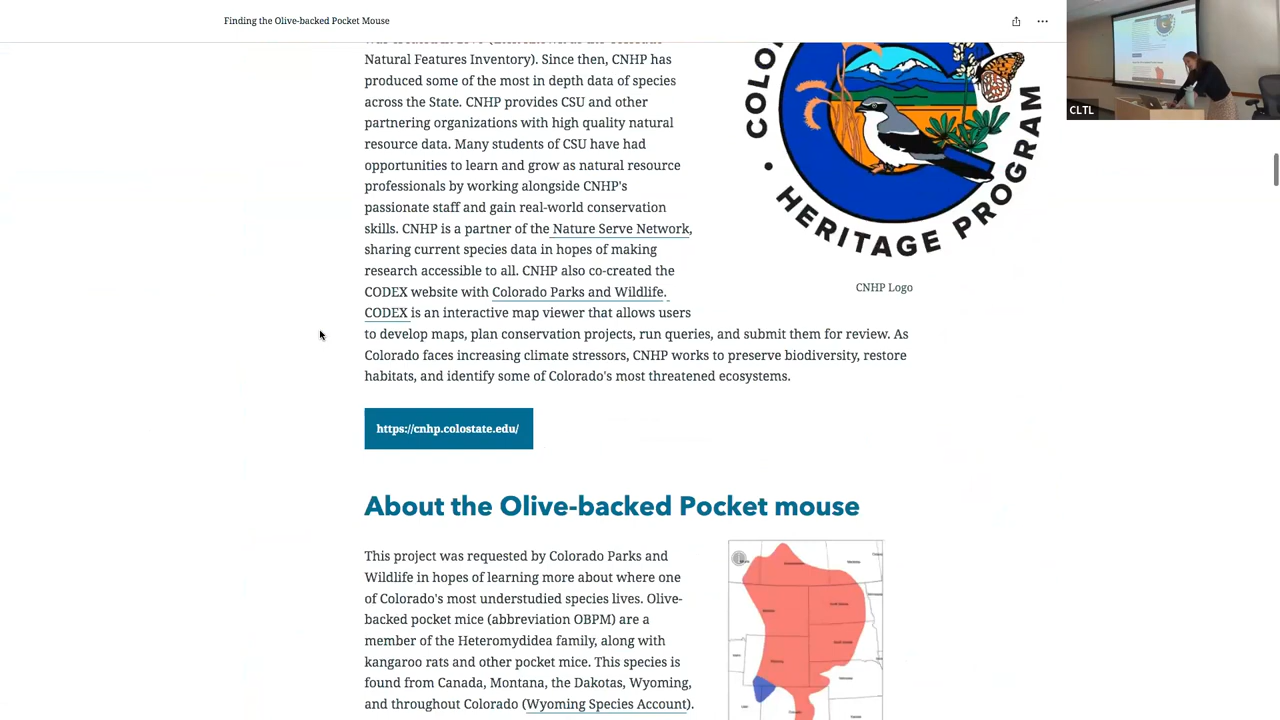 Finding the Olive-backed Pocket Mouse
CLTL
Natural Features Inventory). Since then, CNHP has
produced some of the most in depth data of species
across the State. CNHP provides CSU and other
partnering organizations with high quality natural
resource data. Many students of CSU have had
opportunities to learn and grow as natural resource
professionals by working alongside CNHP's
passionate staff and gain real-world conservation
skills. CNHP is a partner of the Nature Serve Network,
sharing current species data in hopes of making
research accessible to all. CNHP also co-created the
CODEX website with Colorado Parks and Wildlife.
CODEX is an interactive map viewer that allows users
to develop maps, plan conservation projects, run queries, and submit them for review. As
Colorado faces increasing climate stressors, CNHP works to preserve biodiversity, restore
habitats, and identify some of Colorado's most threatened ecosystems.
COLO
• HERITAGE PROGRAM
CNHP Logo
https://cnhp.colostate.edu/
About the Olive-backed Pocket mouse
This project was requested by Colorado Parks and
Wildlife in hopes of learning more about where one
of Colorado's most understudied species lives. Olive-
backed pocket mice (abbreviation OBPM) are a
member of the Heteromydidea family, along with
kangaroo rats and other pocket mice. This species is
found from Canada, Montana, the Dakotas, Wyoming,
and throughout Colorado (Wyoming Species Account).